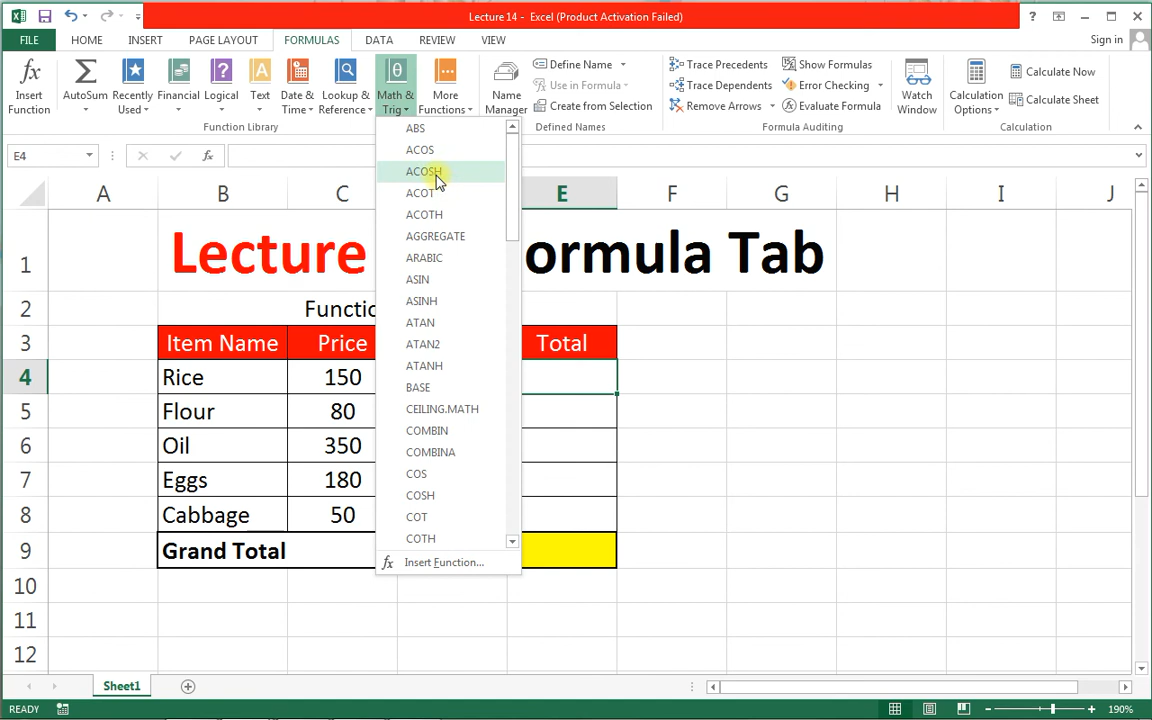 Lecture 14 - Excel (Product Activation Failed)
FILE HOME INSERT PAGE LAYOUT FORMULAS DATA REVIEW VIEW Sign in
Insert Function
AutoSum
Recently Used
Financial
Logical
Text
Date & Time
Lookup & Reference
Math & Trig
More Functions
Function Library
Name Manager
Define Name
Use in Formula
Create from Selection
Defined Names
Trace Precedents
Trace Dependents
Remove Arrows
Show Formulas
Error Checking
Evaluate Formula
Formula Auditing
Watch Window
Calculation Options
Calculate Now
Calculate Sheet
Calculation
E4 fx
ABS
ACOS
ACOSH
ACOT
ACOTH
AGGREGATE
ARABIC
ASIN
ASINH
ATAN
ATAN2
ATANH
BASE
CEILING.MATH
COMBIN
COMBINA
COS
COSH
COT
COTH
fx Insert Function...
A B C E F G H I J
1 Lecture ormula Tab
2 Functio
3 Item Name Price Total
4 Rice 150
5 Flour 80
6 Oil 350
7 Eggs 180
8 Cabbage 50
9 Grand Total
10
11
12
Sheet1
READY 190%